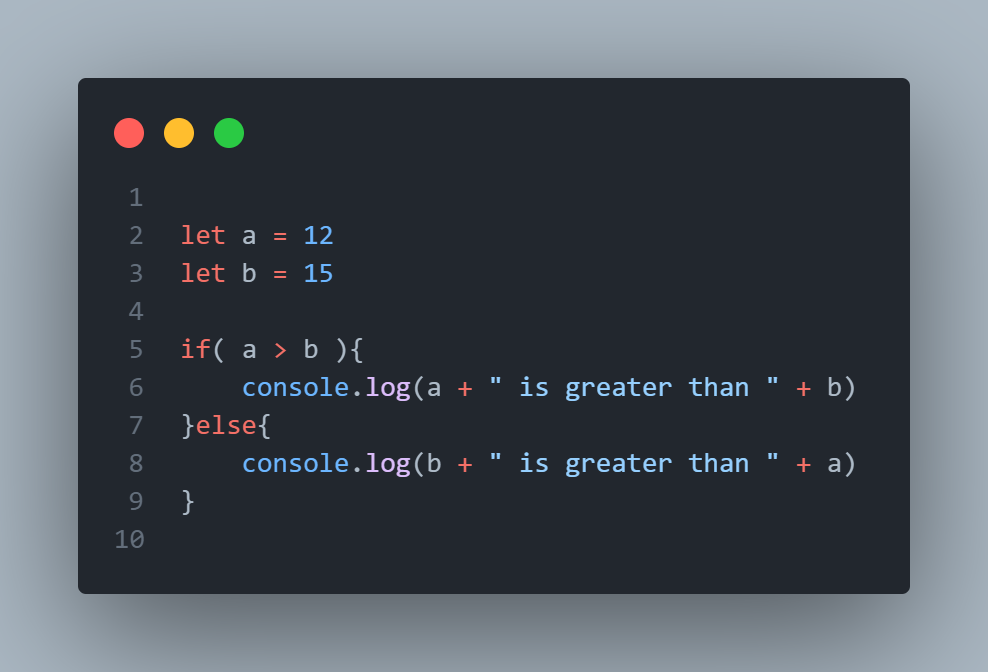 1
2 let a = 12
3 let b = 15
4
5 if( a > b ){
6     console.log(a + " is greater than " + b)
7 }else{
8     console.log(b + " is greater than " + a)
9 }
10